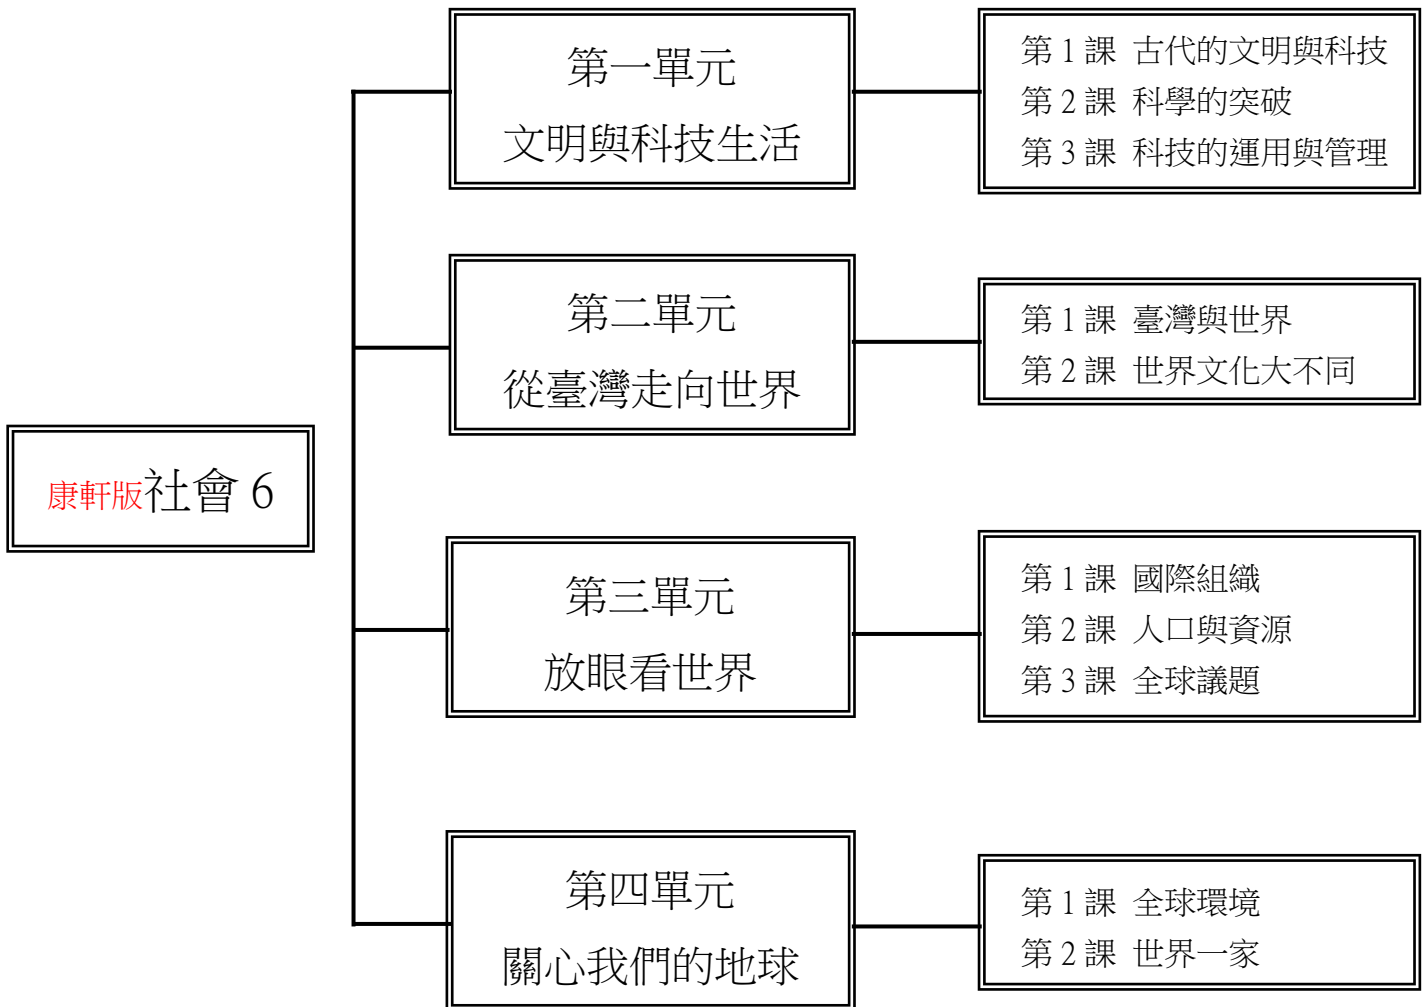 康軒版社會 6
第一單元
文明與科技生活
第 1 課 古代的文明與科技
第 2 課 科學的突破
第 3 課 科技的運用與管理
第二單元
從臺灣走向世界
第 1 課 臺灣與世界
第 2 課 世界文化大不同
第三單元
放眼看世界
第 1 課 國際組織
第 2 課 人口與資源
第 3 課 全球議題
第四單元
關心我們的地球
第 1 課 全球環境
第 2 課 世界一家